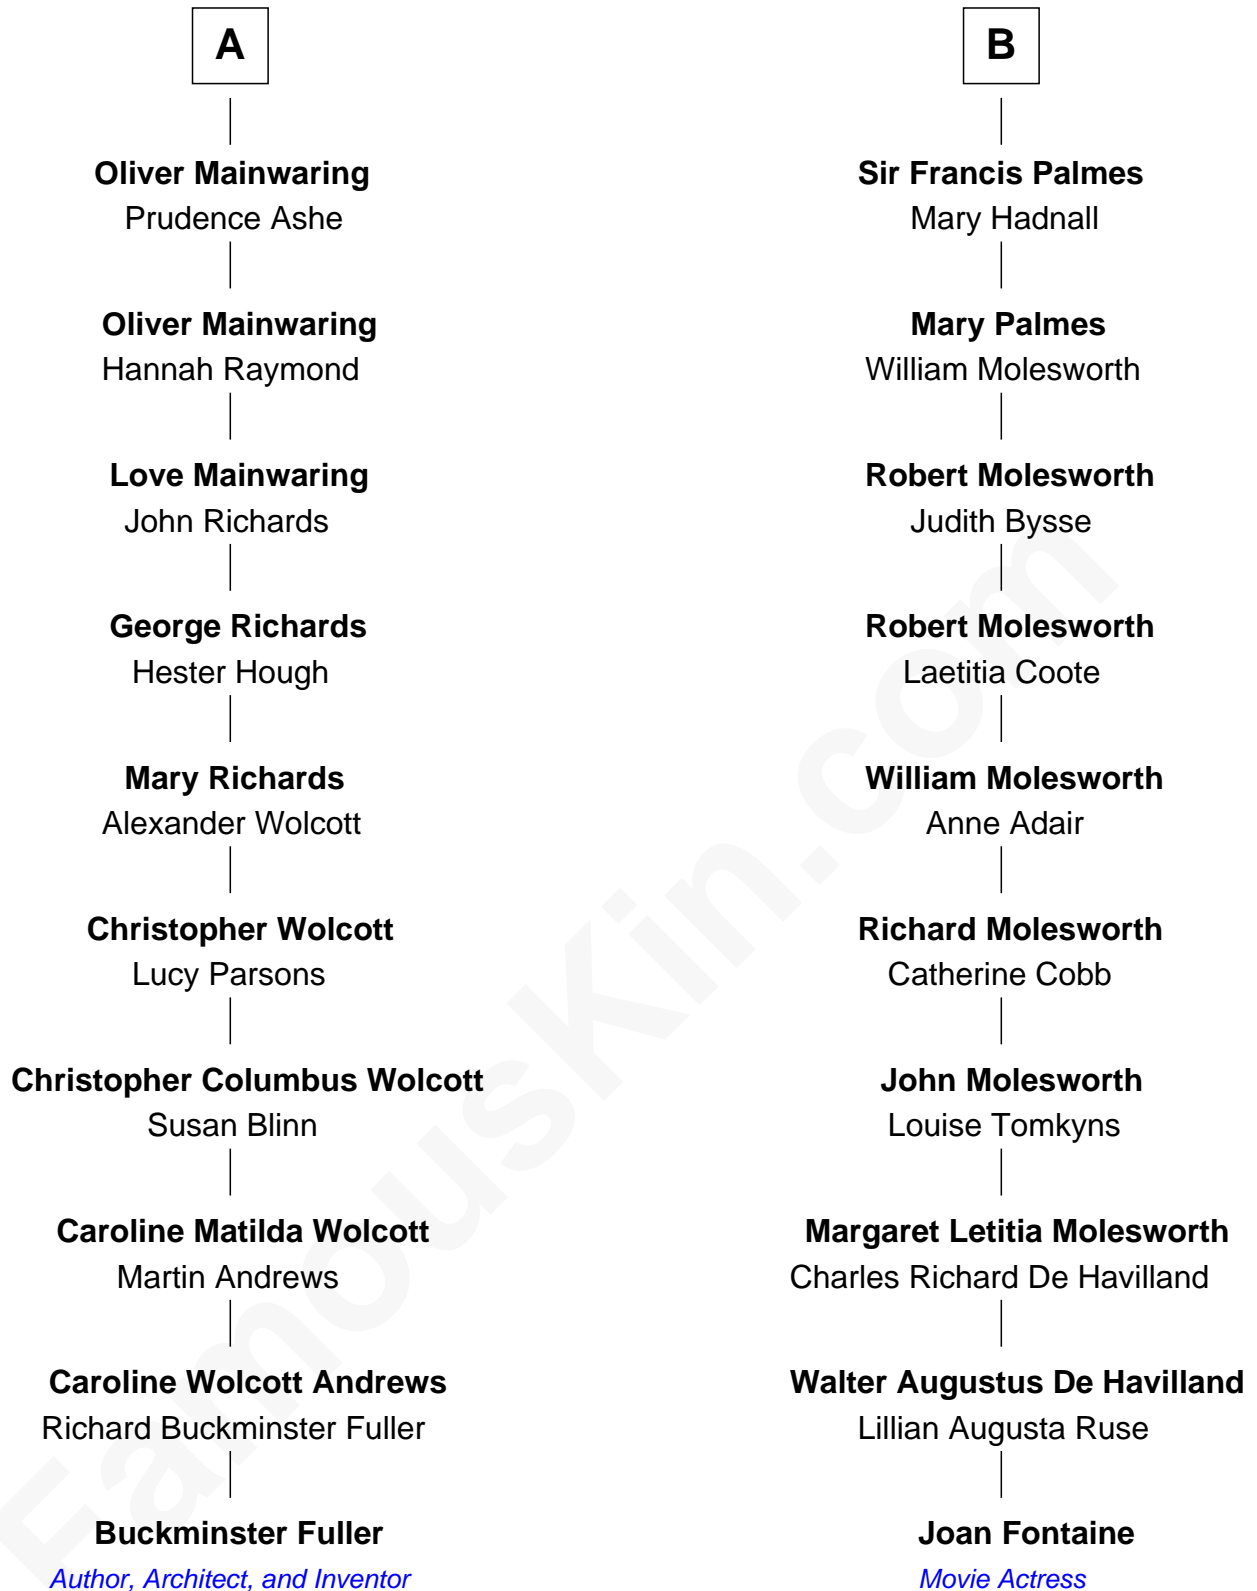 A
Oliver Mainwaring
Prudence Ashe
Oliver Mainwaring
Hannah Raymond
Love Mainwaring
John Richards
George Richards
Hester Hough
Mary Richards
Alexander Wolcott
Christopher Wolcott
Lucy Parsons
Christopher Columbus Wolcott
Susan Blinn
Caroline Matilda Wolcott
Martin Andrews
Caroline Wolcott Andrews
Richard Buckminster Fuller
Buckminster Fuller
Author, Architect, and Inventor
B
Sir Francis Palmes
Mary Hadnall
Mary Palmes
William Molesworth
Robert Molesworth
Judith Bysse
Robert Molesworth
Laetitia Coote
William Molesworth
Anne Adair
Richard Molesworth
Catherine Cobb
John Molesworth
Louise Tomkyns
Margaret Letitia Molesworth
Charles Richard De Havilland
Walter Augustus De Havilland
Lillian Augusta Ruse
Joan Fontaine
Movie Actress
FamousKin.com